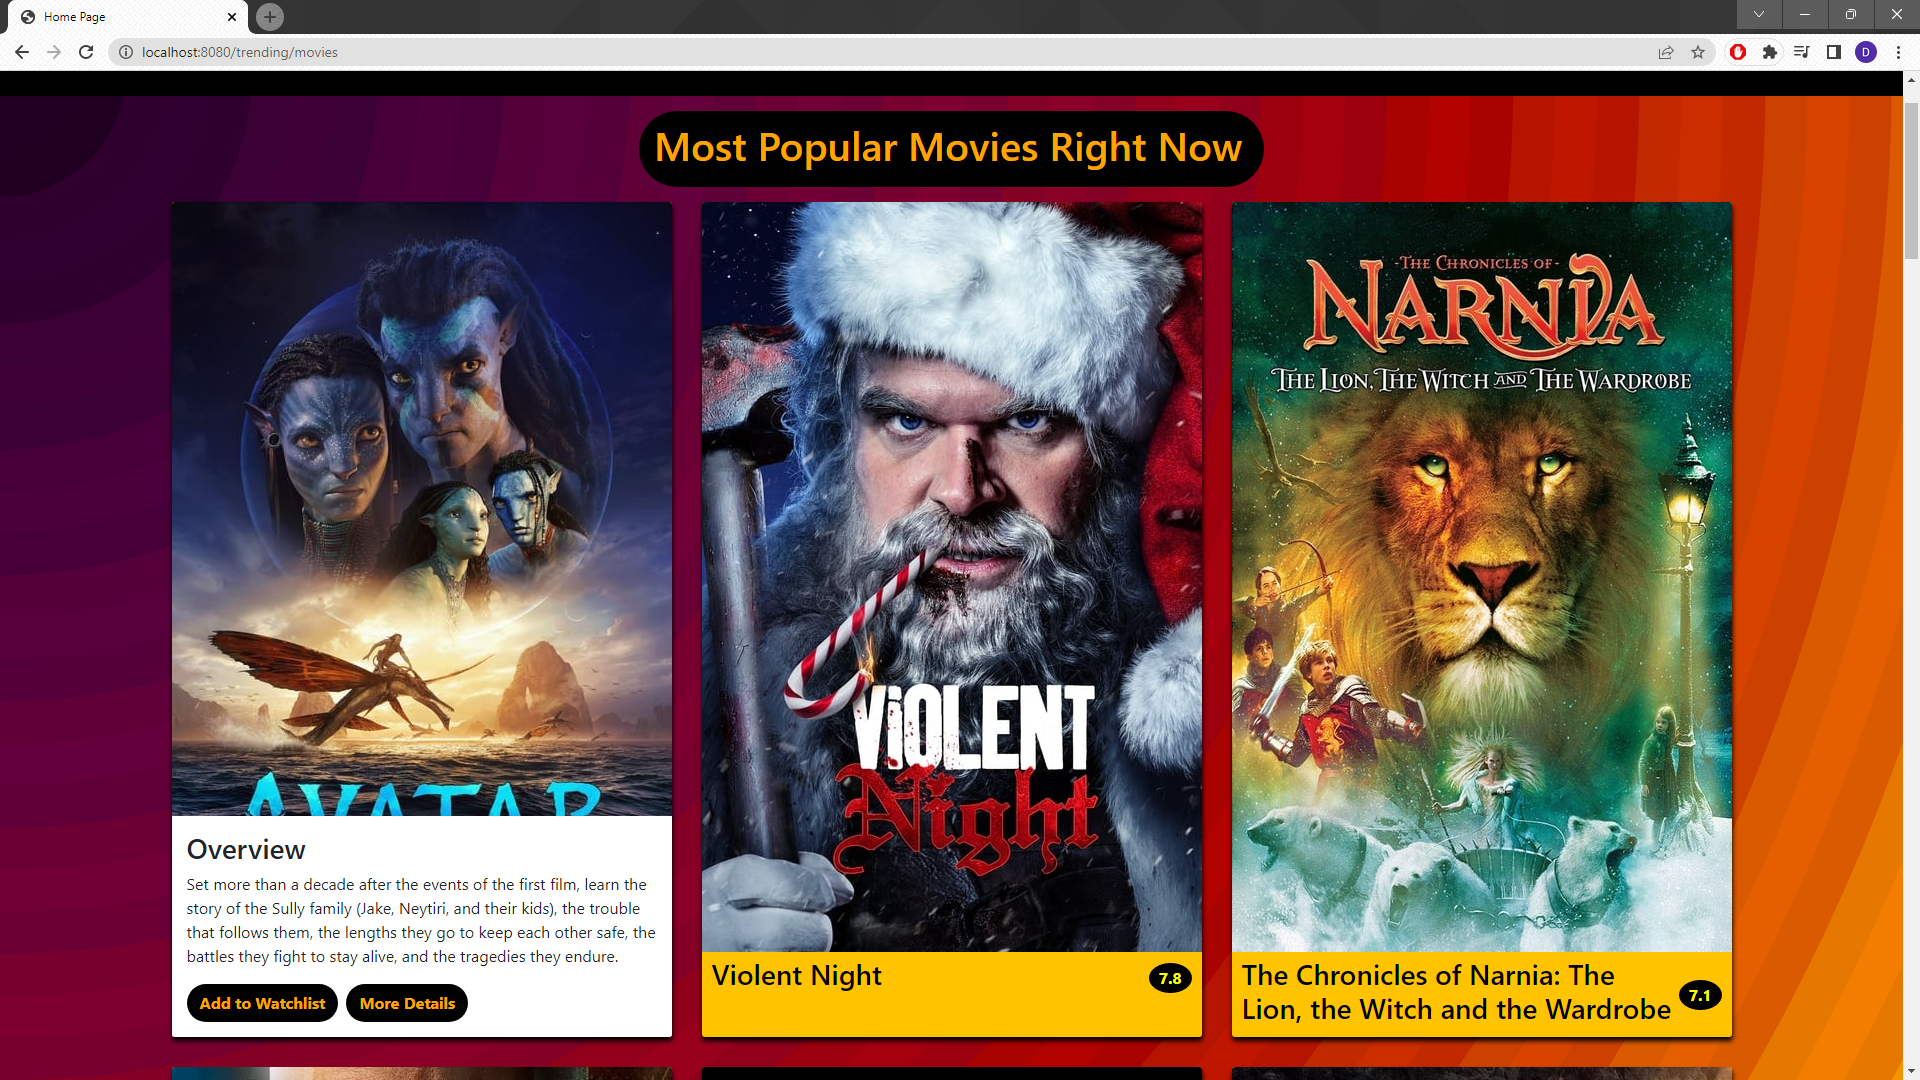 Home Page
localhost:8080/trending/movies
D
Most Popular Movies Right Now
AVATAR
Overview
Set more than a decade after the events of the first film, learn the
story of the Sully family (Jake, Neytiri, and their kids), the trouble
that follows them, the lengths they go to keep each other safe, the
battles they fight to stay alive, and the tragedies they endure.
Add to Watchlist
More Details
ViOLENT
Night
Violent Night
7.8
-THE CHRONICLES OF-
NARNIA
THE LION, THE WITCH AND THE WARDROBE
The Chronicles of Narnia: The
Lion, the Witch and the Wardrobe
7.1